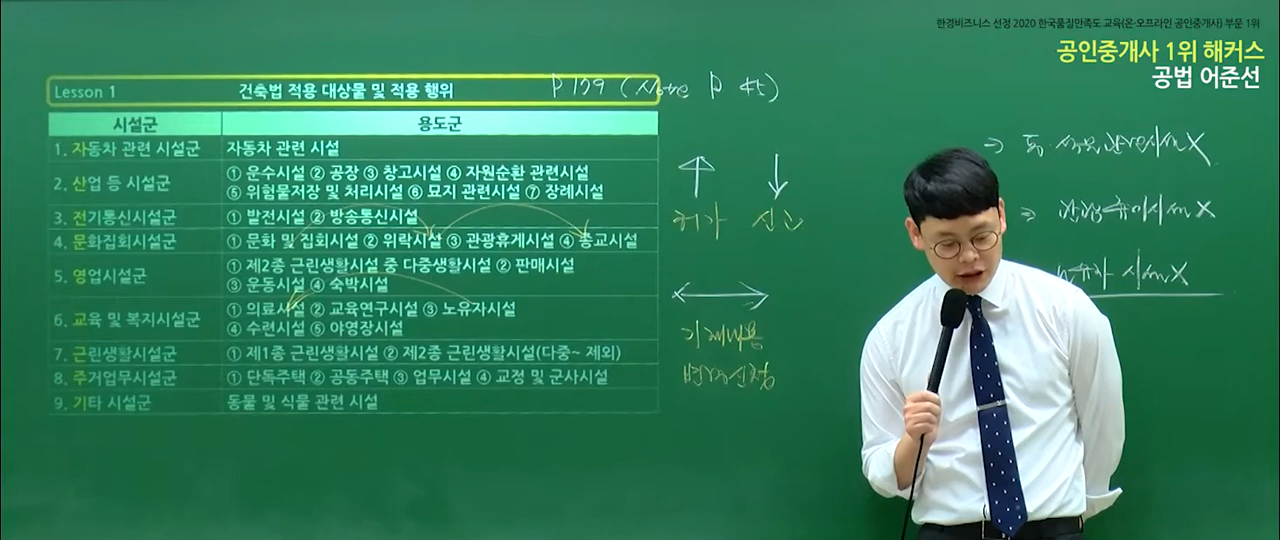 한경비즈니스 선정 2020 한국품질만족도 교육(온·오프라인 공인중개사) 부문 1위
공인중개사 1위 해커스
공법 어준선
Lesson 1 건축법 적용 대상물 및 적용 행위
시설군 용도군
1. 자동차 관련 시설군 자동차 관련 시설
2. 산업 등 시설군 ① 운수시설 ② 공장 ③ 창고시설 ④ 자원순환 관련시설
⑤ 위험물저장 및 처리시설 ⑥ 묘지 관련시설 ⑦ 장례시설
3. 전기통신시설군 ① 발전시설 ② 방송통신시설
4. 문화집회시설군 ① 문화 및 집회시설 ② 위락시설 ③ 관광휴게시설 ④ 종교시설
5. 영업시설군 ① 제2종 근린생활시설 중 다중생활시설 ② 판매시설
③ 운동시설 ④ 숙박시설
6. 교육 및 복지시설군 ① 의료시설 ② 교육연구시설 ③ 노유자시설
④ 수련시설 ⑤ 야영장시설
7. 근린생활시설군 ① 제1종 근린생활시설 ② 제2종 근린생활시설(다중~ 제외)
8. 주거업무시설군 ① 단독주택 ② 공동주택 ③ 업무시설 ④ 교정 및 군사시설
9. 기타 시설군 동물 및 식물 관련 시설
허가 신고
기재내용
변경신청